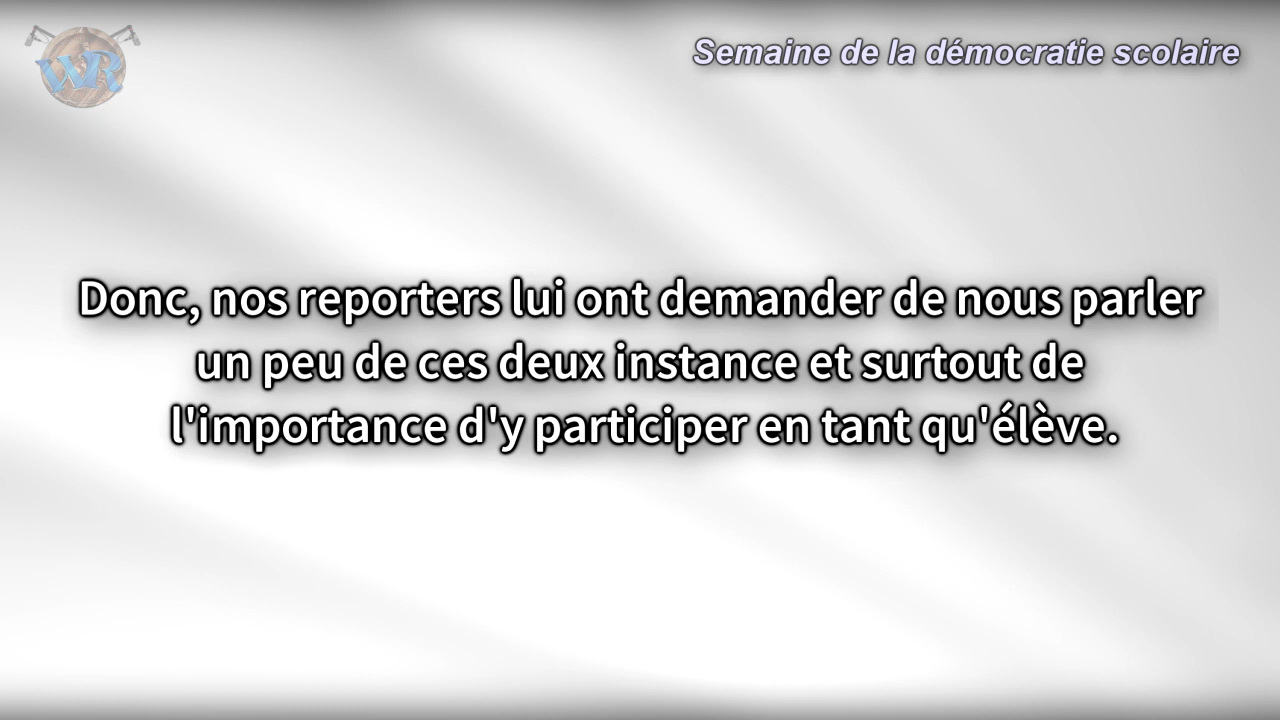 WR
Semaine de la démocratie scolaire
Donc, nos reporters lui ont demander de nous parler
un peu de ces deux instance et surtout de
l'importance d'y participer en tant qu'élève.